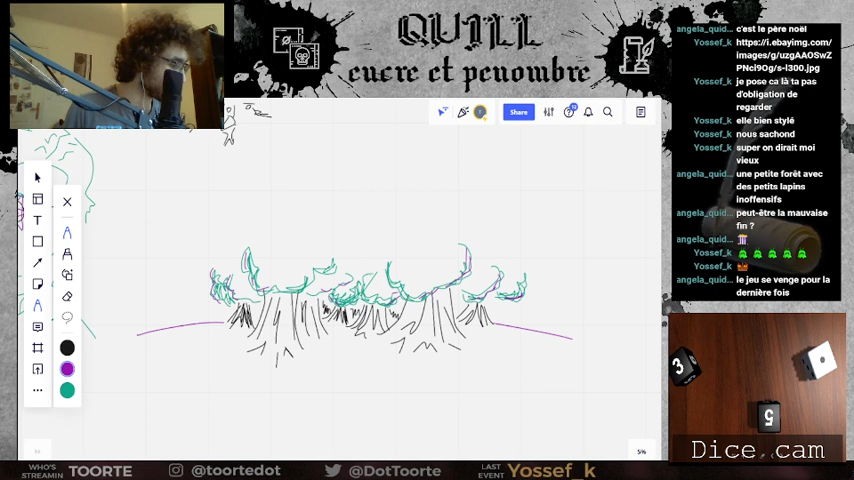 QUILL
encre et penombre
Share
T
5%
c'est le père noël
Yossef_k https://i.ebayimg.com/
images/g/uzgAAOSwZ
PNci9Og/s-l300.jpg
Yossef_k je pose ca là ta pas
d'obligation de
regarder
Yossef_k elle bien stylé
Yossef_k nous sachond
Yossef_k super on dirait moi
vieux
angela_quid... une petite forêt avec
des petits lapins
inoffensifs
angela_quid... peut-être la mauvaise
fin ?
angela_quid...
Yossef_k
Yossef_k
angela_quid... le jeu se venge pour la
dernière fois
3
5
Dice.cam
WHO'S
STREAMIN
TOORTE
@toortedot
@DotToorte
LAST
EVENT
Yossef_k